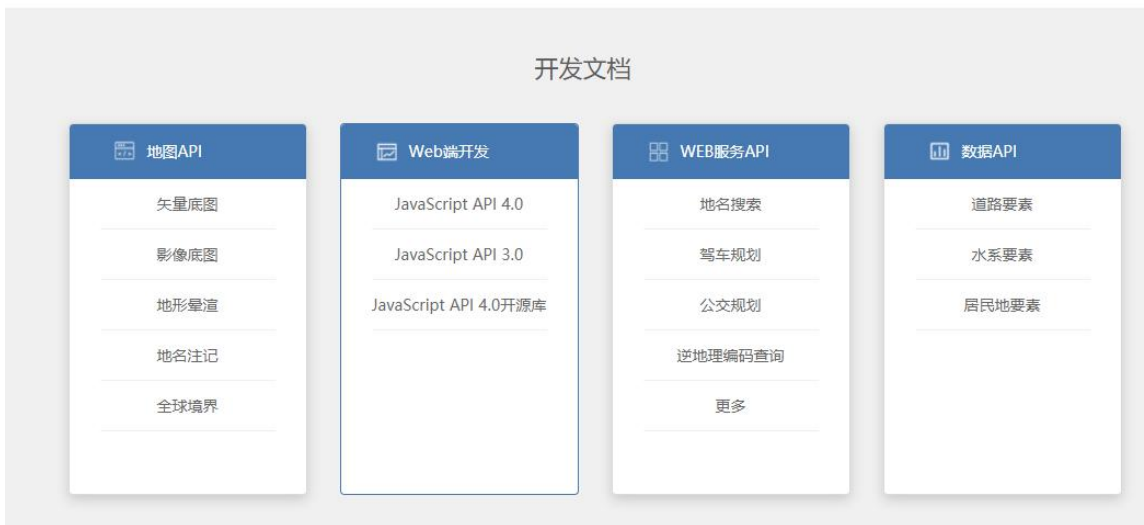 开发文档
地图API
矢量底图
影像底图
地形晕渲
地名注记
全球境界
Web端开发
JavaScript API 4.0
JavaScript API 3.0
JavaScript API 4.0开源库
WEB服务API
地名搜索
驾车规划
公交规划
逆地理编码查询
更多
数据API
道路要素
水系要素
居民地要素